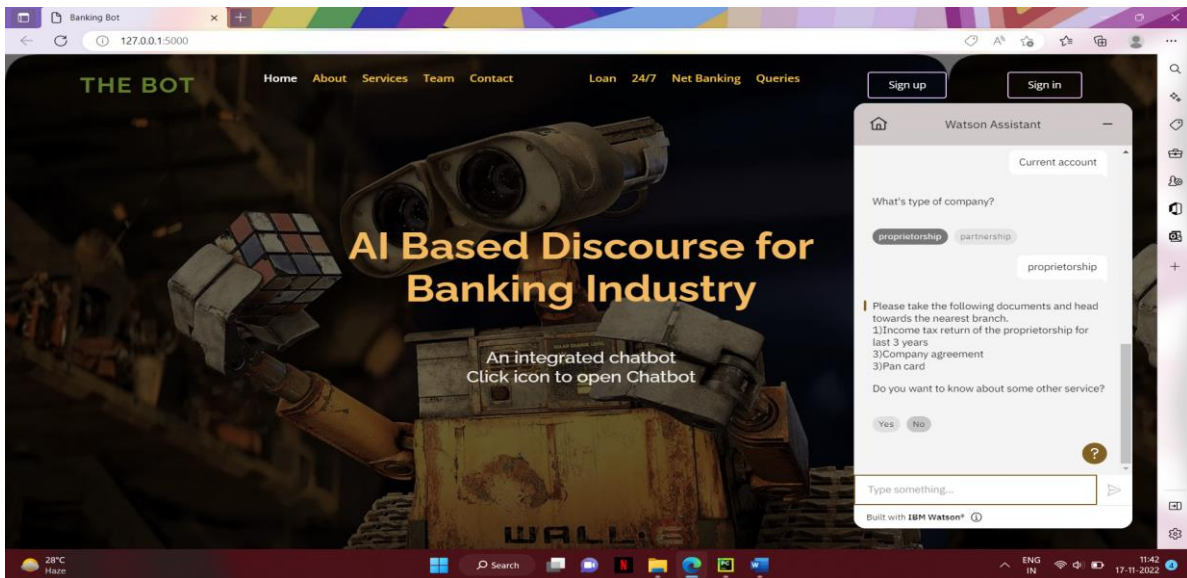 Banking Bot
127.0.0.1:5000
THE BOT
Home About Services Team Contact Loan 24/7 Net Banking Queries
Sign up Sign in
AI Based Discourse for
Banking Industry
An integrated chatbot
Click icon to open Chatbot
WALL·E
Watson Assistant
Current account
What's type of company?
proprietorship partnership
proprietorship
Please take the following documents and head
towards the nearest branch.
1)Income tax return of the proprietorship for
last 3 years
3)Company agreement
3)Pan card
Do you want to know about some other service?
Yes No
?
Type something...
Built with IBM Watson®
28°C
Haze
Search
ENG
IN
11:42
17-11-2022
4